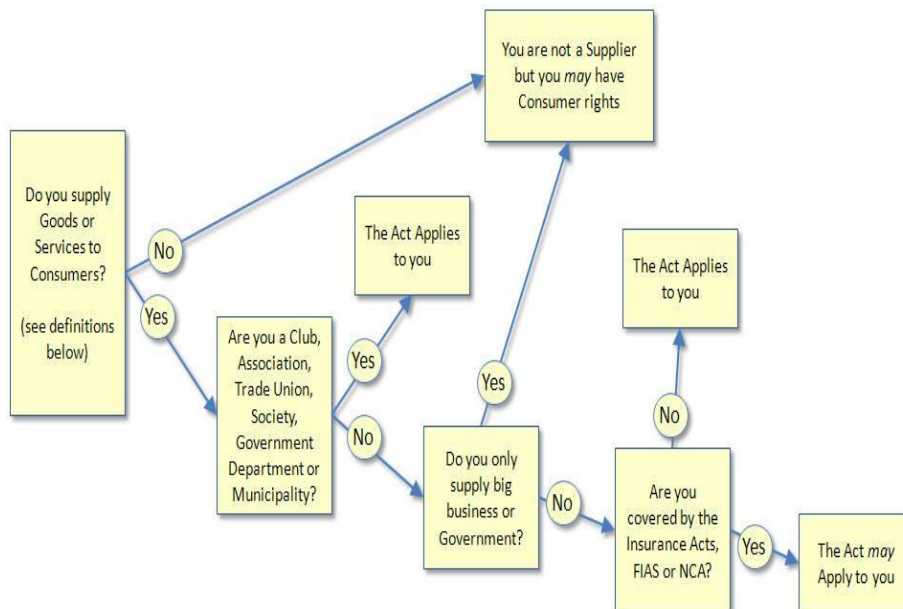 You are not a Supplier
but you may have
Consumer rights
Do you supply
Goods or
Services to
Consumers?
(see definitions
below)
No
Yes
The Act Applies
to you
Are you a Club,
Association,
Trade Union,
Society,
Government
Department or
Municipality?
Yes
No
Yes
Do you only
supply big
business or
Government?
The Act Applies
to you
No
No
Are you
covered by the
Insurance Acts,
FIAS or NCA?
Yes
The Act may
Apply to you